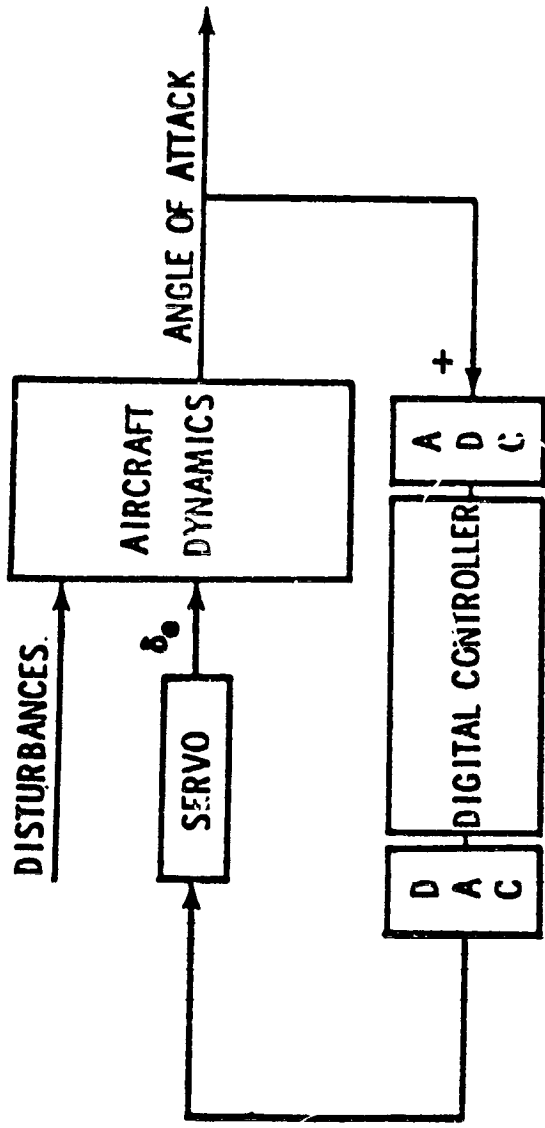 DISTURBANCES.
AIRCRAFT
DYNAMICS
ANGLE OF ATTACK
SERVO
δe
+
D
A
C
DIGITAL CONTROLLER
A
D
C